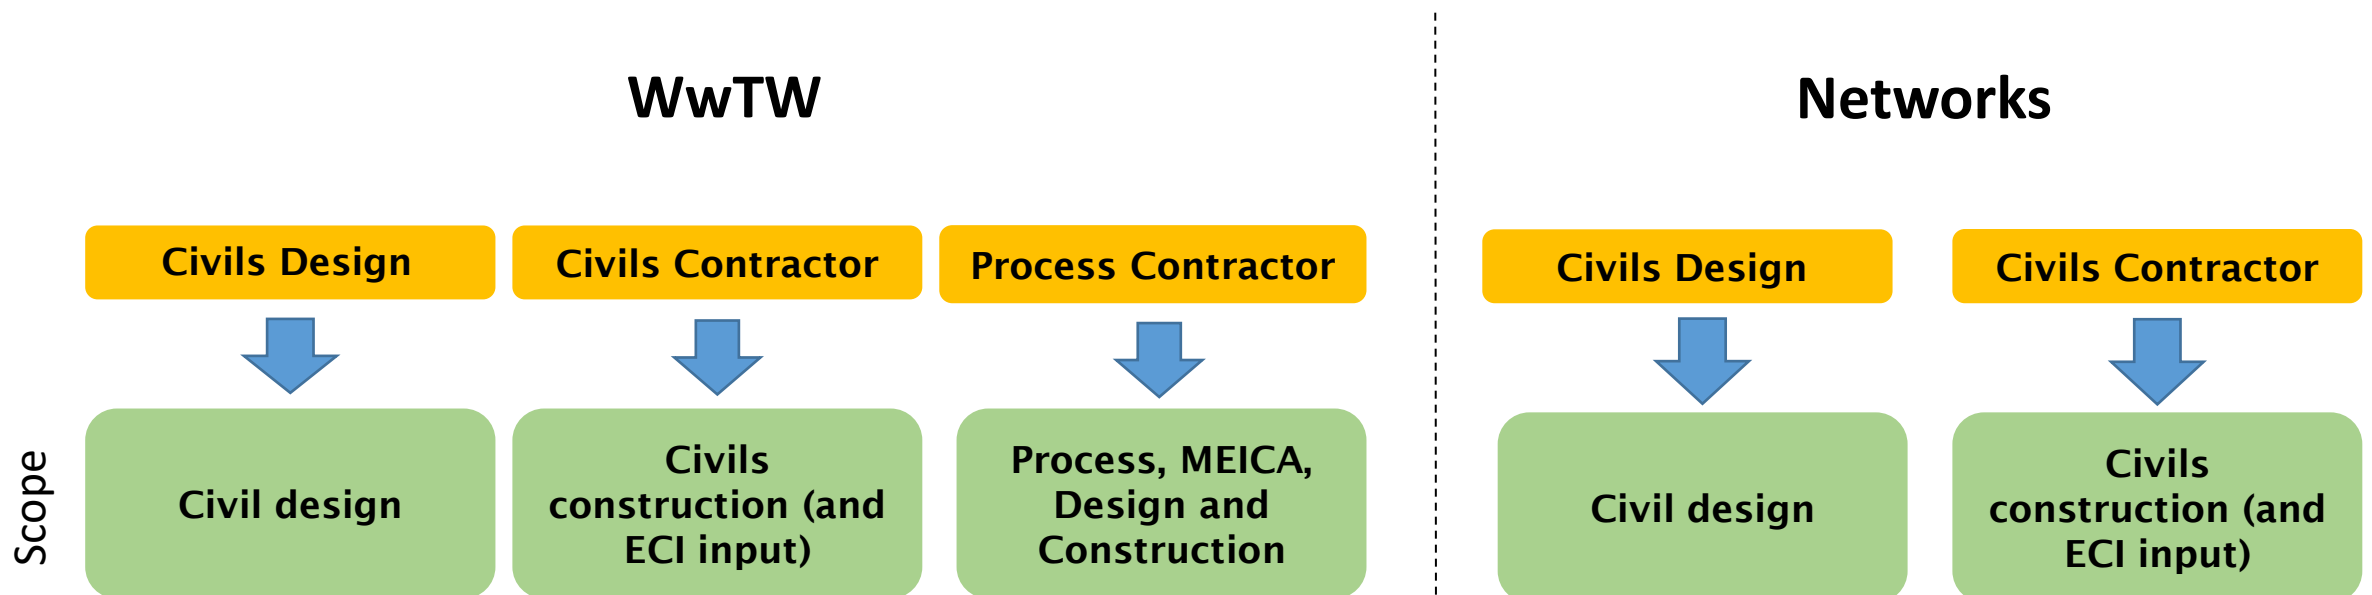 WwTW
Networks
Civils Design
Civils Contractor
Process Contractor
Civils Design
Civils Contractor
Scope
Civil design
Civils
construction (and
ECI input)
Process, MEICA,
Design and
Construction
Civil design
Civils
construction (and
ECI input)